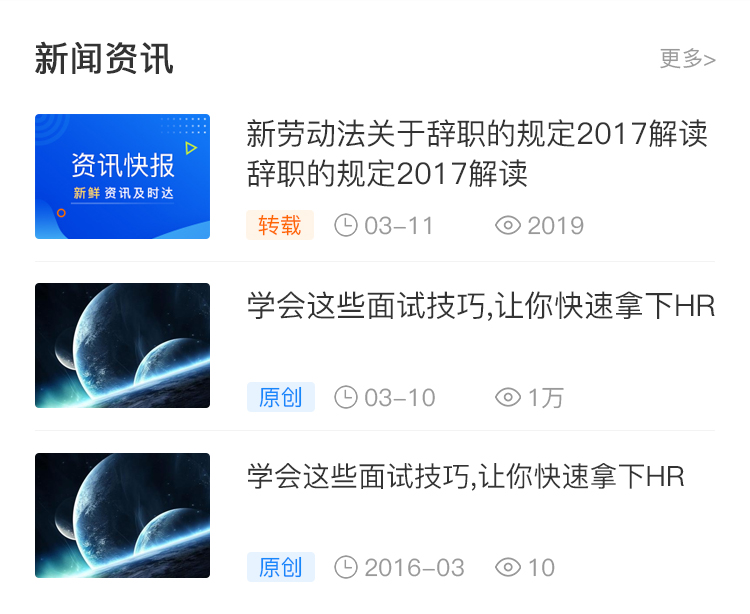 新闻资讯
更多>
资讯快报
新鲜 资讯及时达
新劳动法关于辞职的规定2017解读
辞职的规定2017解读
转载 03-11 2019
学会这些面试技巧,让你快速拿下HR
原创 03-10 1万
学会这些面试技巧,让你快速拿下HR
原创 2016-03 10